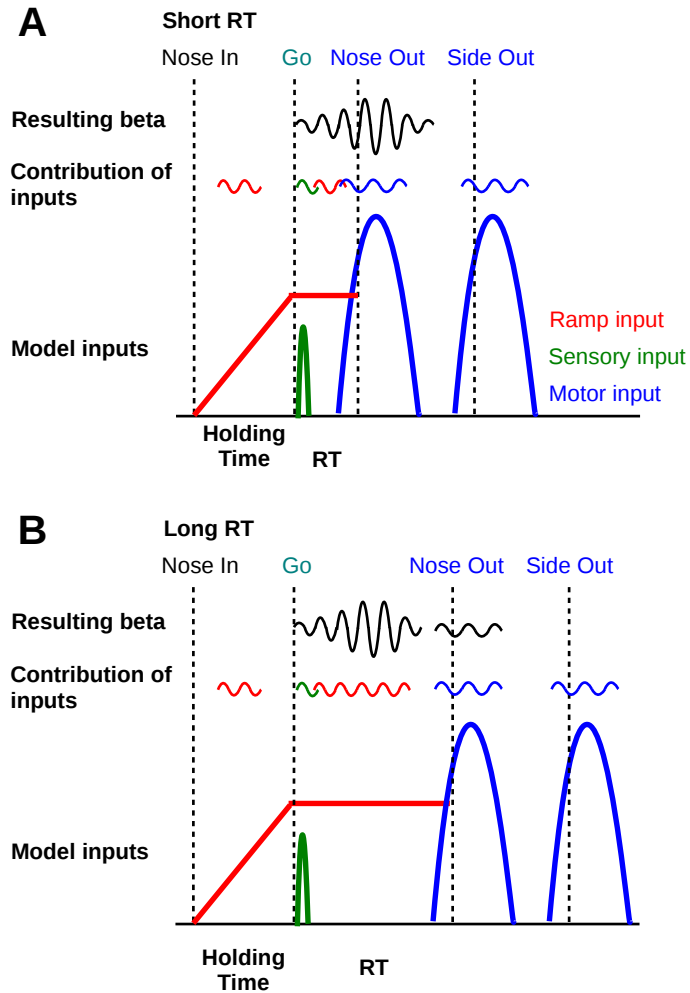 A
Short RT
Nose In
Go
Nose Out
Side Out
Resulting beta
Contribution of
inputs
Model inputs
Ramp input
Sensory input
Motor input
Holding
Time
RT
B
Long RT
Nose In
Go
Nose Out
Side Out
Resulting beta
Contribution of
inputs
Model inputs
Holding
Time
RT